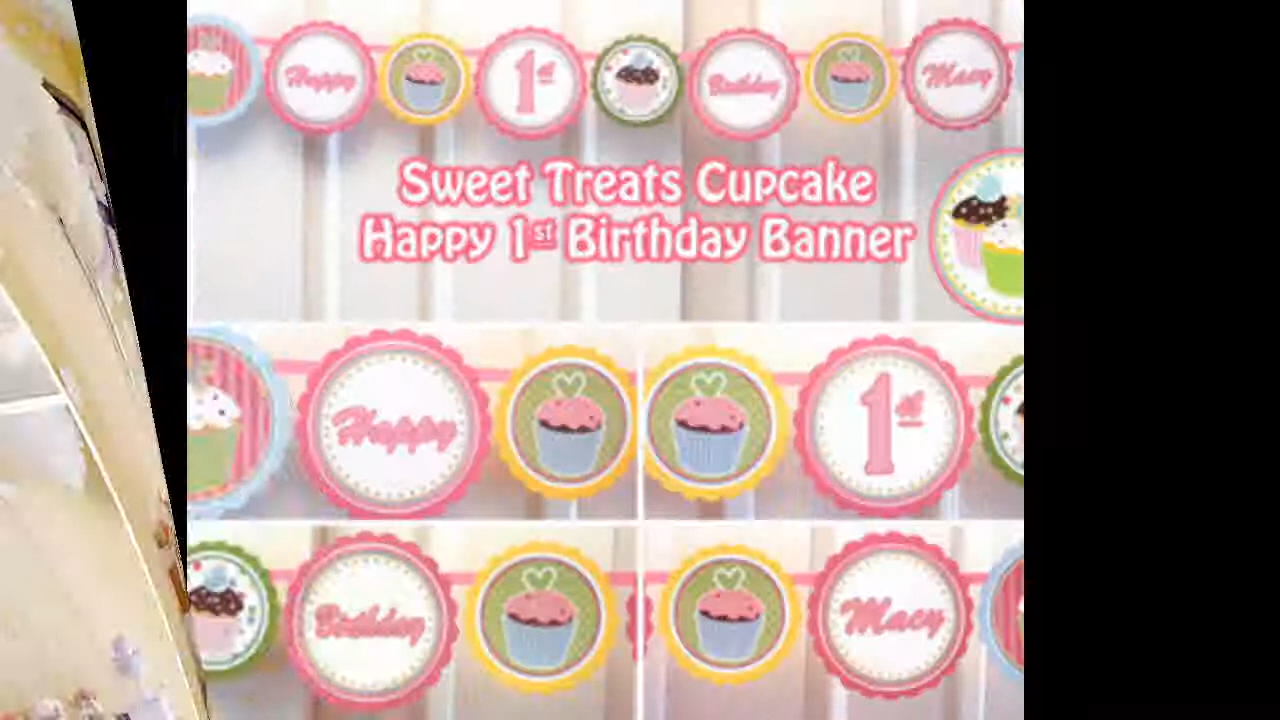 Happy
1st
Birthday
Macy
Sweet Treats Cupcake
Happy 1st Birthday Banner
Happy
1st
Birthday
Macy